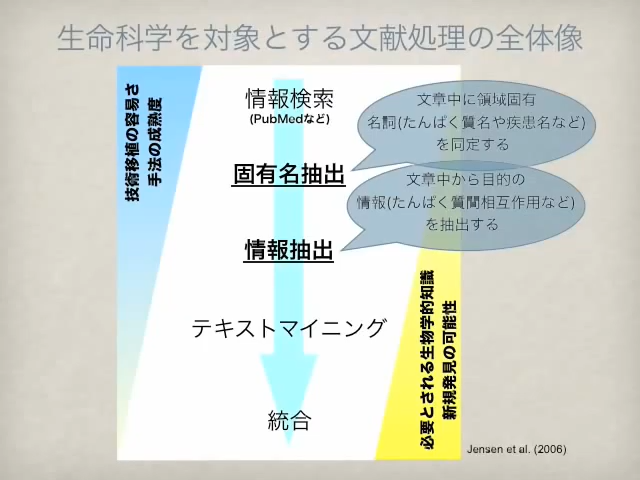 生命科学を対象とする文献処理の全体像
技術移植の容易さ
手法の成熟度
情報検索
(PubMedなど)
文章中に領域固有
名詞(たんぱく質名や疾患名など)
を同定する
固有名抽出
文章中から目的の
情報(たんぱく質間相互作用など)
を抽出する
情報抽出
テキストマイニング
統合
必要とされる生物学的知識
新規発見の可能性
Jensen et al. (2006)